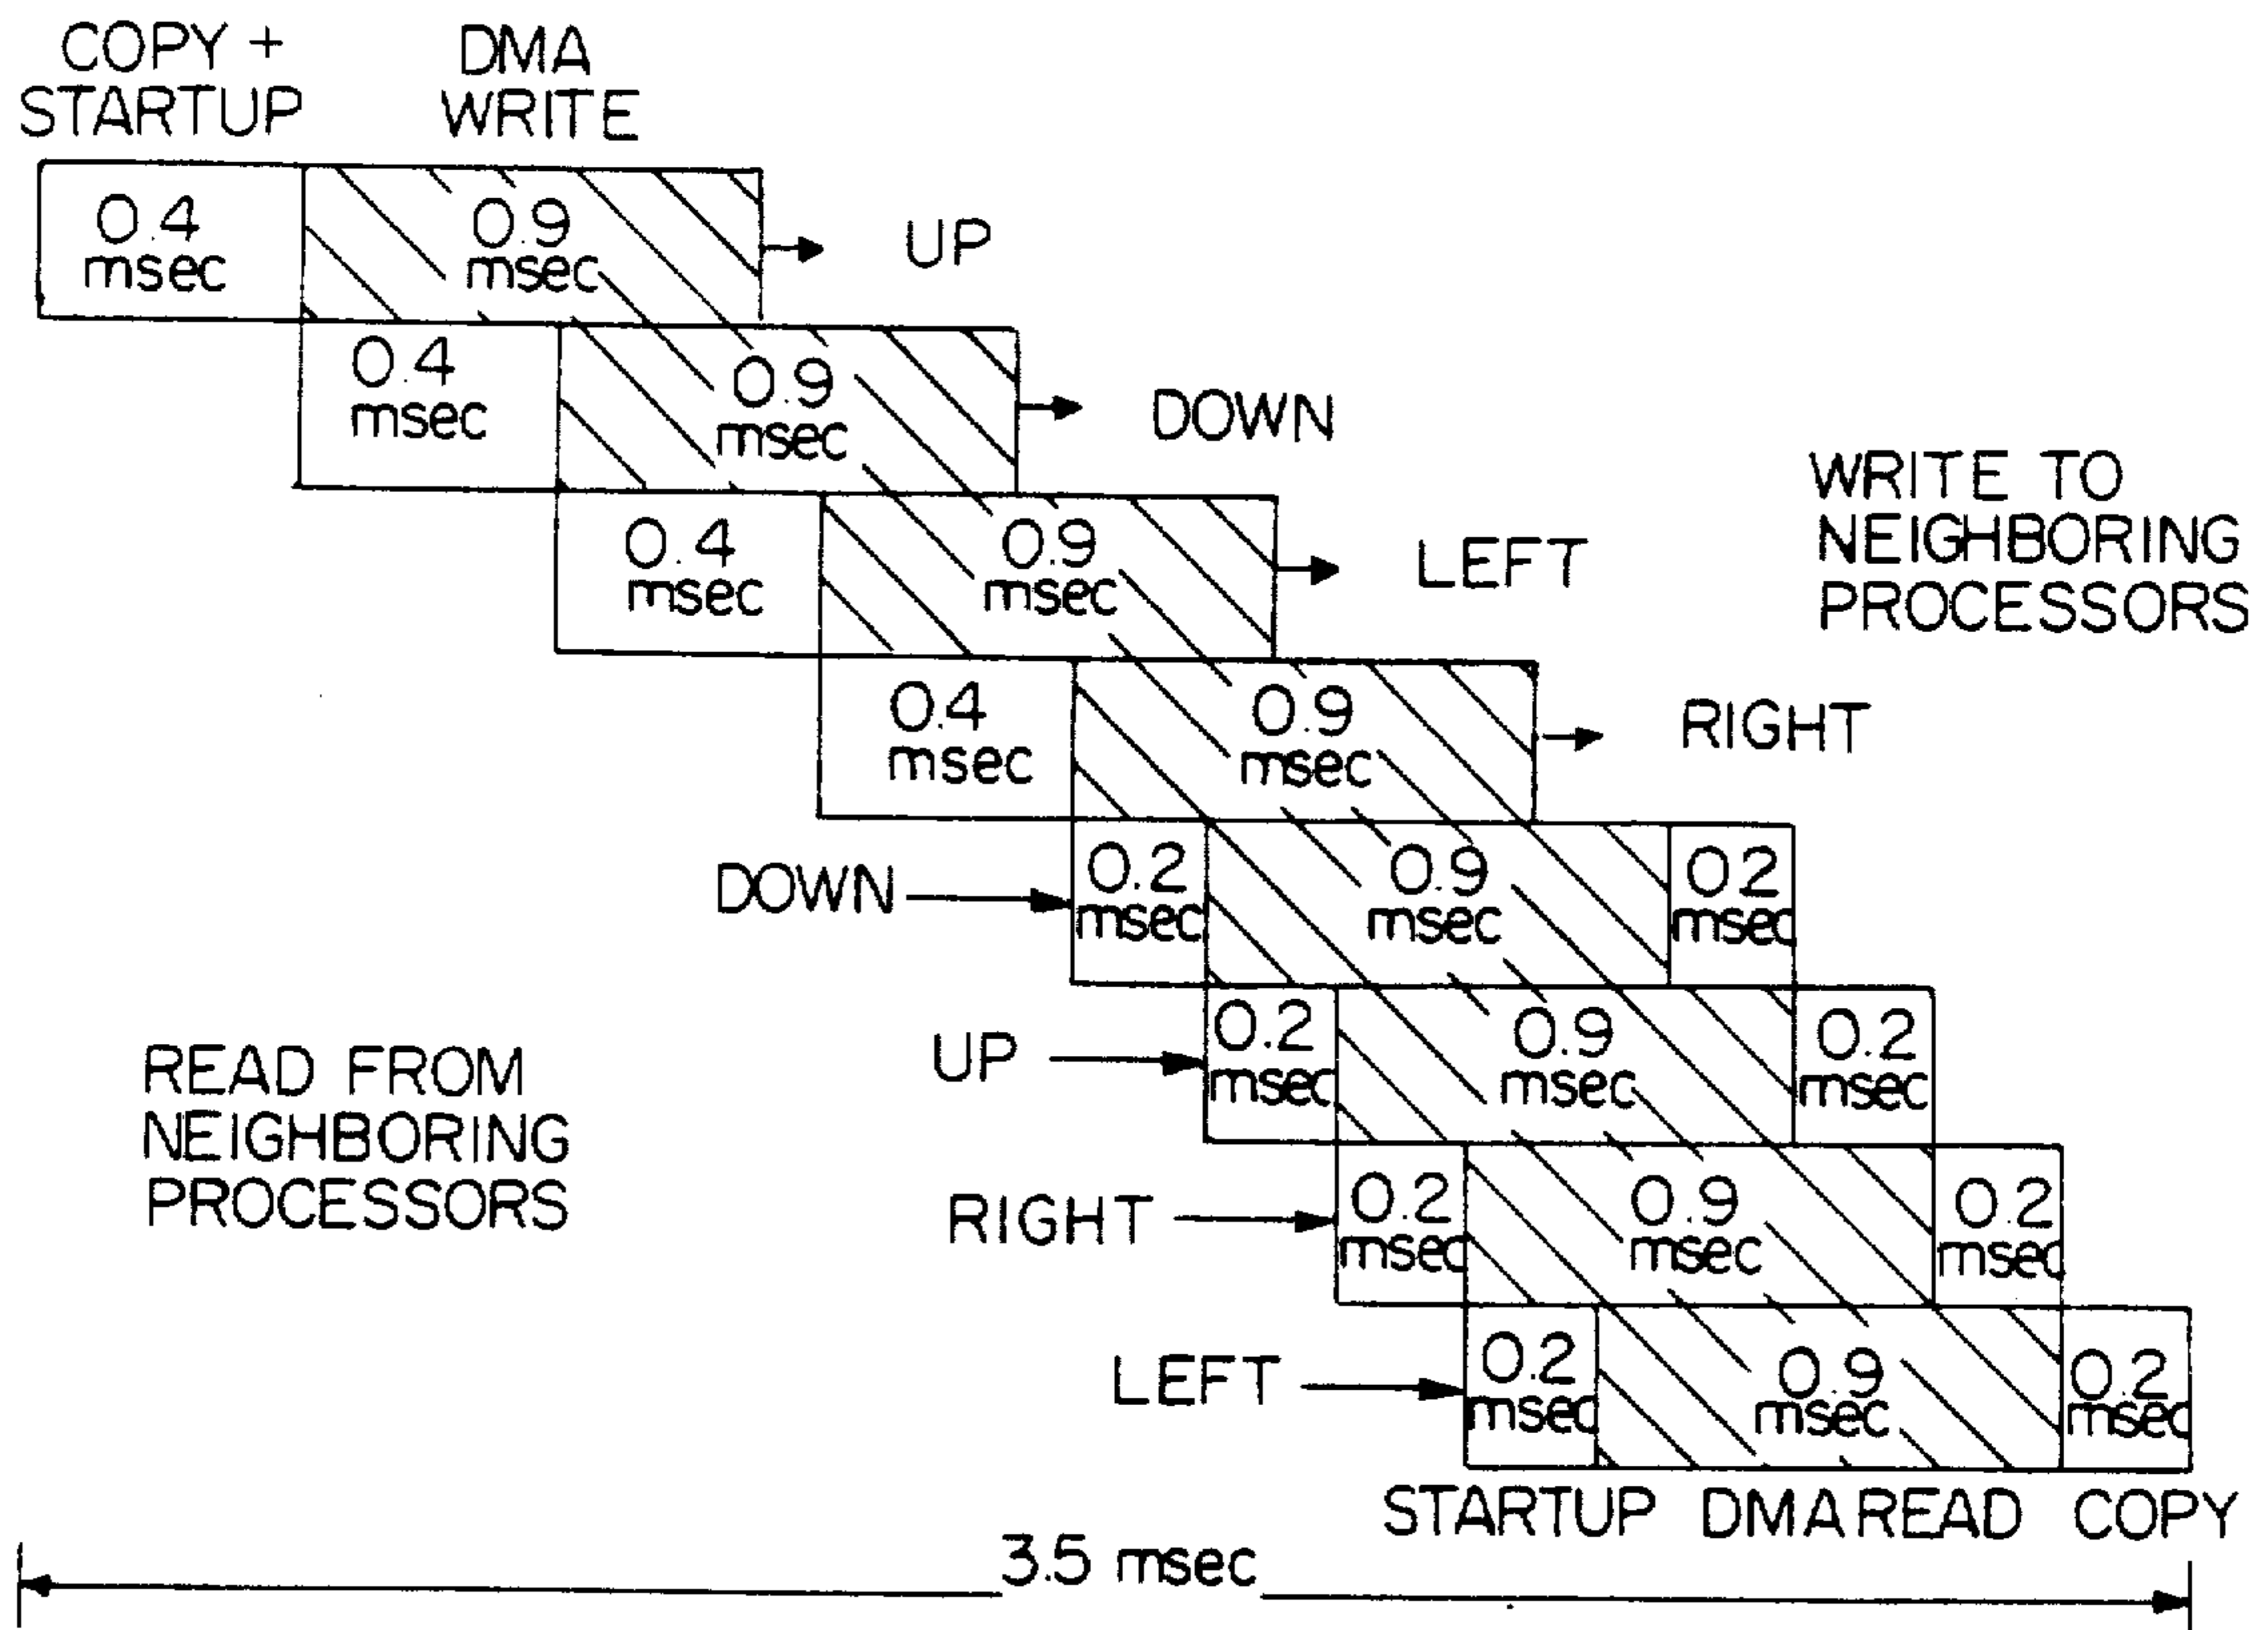 COPY +
STARTUP
DMA
WRITE
0.4
msec
0.9
msec
UP
0.4
msec
0.9
msec
DOWN
0.4
msec
0.9
msec
LEFT
WRITE TO
NEIGHBORING
PROCESSORS
0.4
msec
0.9
msec
RIGHT
DOWN
0.2
msec
0.9
msec
0.2
msec
UP
0.2
msec
0.9
msec
0.2
msec
READ FROM
NEIGHBORING
PROCESSORS
RIGHT
0.2
msec
0.9
msec
0.2
msec
LEFT
0.2
msec
0.9
msec
0.2
msec
STARTUP DMA READ COPY
3.5 msec